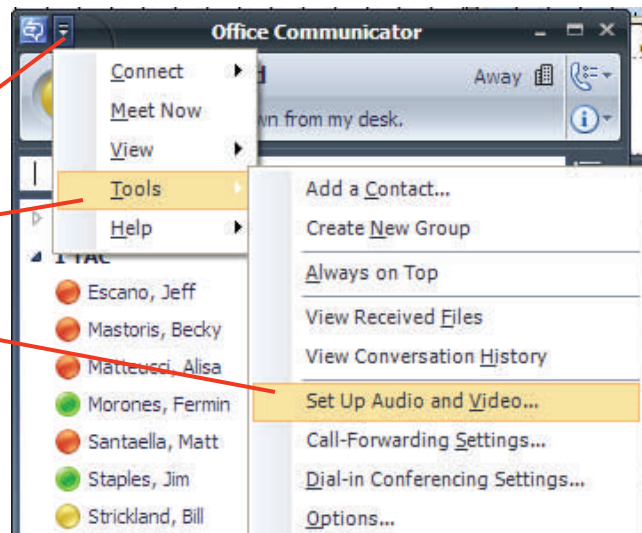 Office Communicator
Connect
Away
Meet Now
from my desk.
View
Tools
Help
Add a Contact...
Create New Group
Always on Top
View Received Files
View Conversation History
Set Up Audio and Video...
Call-Forwarding Settings...
Dial-in Conferencing Settings...
Options...
TAC
Escano, Jeff
Mastoris, Becky
Matteucci, Alisa
Morones, Fermin
Santaella, Matt
Staples, Jim
Strickland, Bill